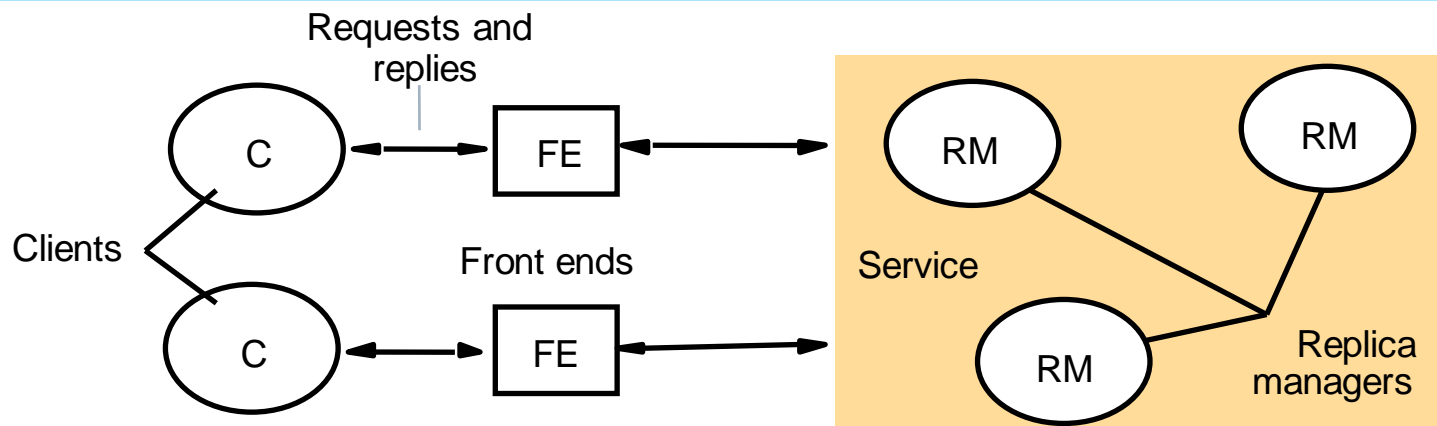 Requests and
replies
C
FE
RM
RM
Clients
Front ends
Service
C
FE
RM
Replica
managers